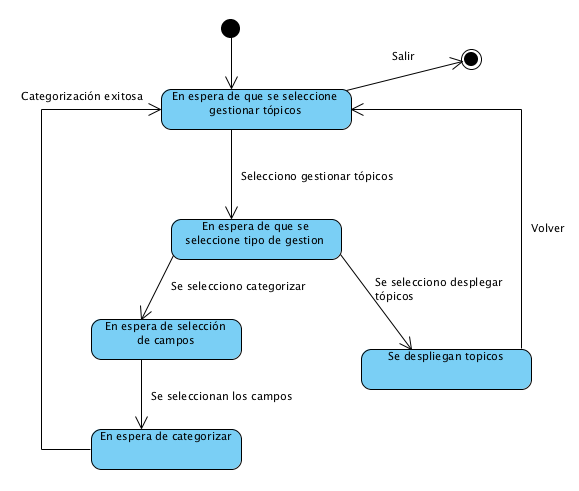 Salir
Categorización exitosa
En espera de que se seleccione
gestionar tópicos
Selecciono gestionar tópicos
En espera de que se
seleccione tipo de gestion
Volver
Se selecciono categorizar
Se selecciono desplegar
tópicos
En espera de selección
de campos
Se despliegan topicos
Se seleccionan los campos
En espera de categorizar